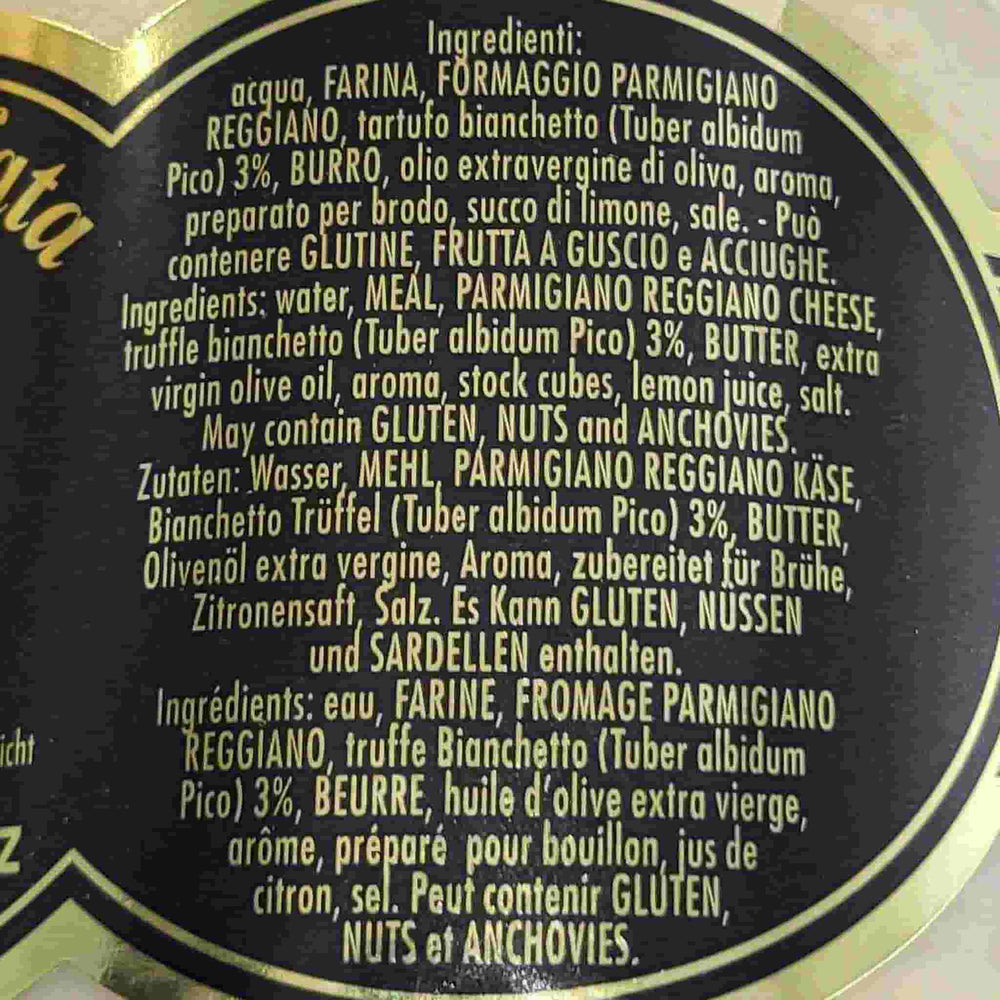 Ingredienti:
acqua, FARINA, FORMAGGIO PARMIGIANO
REGGIANO, tartufo bianchetto (Tuber albidum
Pico) 3%, BURRO, olio extravergine di oliva, aroma,
preparato per brodo, succo di limone, sale. - Può
contenere GLUTINE, FRUTTA A GUSCIO e ACCIUGHE.
Ingredients: water, MEAL, PARMIGIANO REGGIANO CHEESE,
truffle bianchetto (Tuber albidum Pico) 3%, BUTTER, extra
virgin olive oil, aroma, stock cubes, lemon juice, salt.
May contain GLUTEN, NUTS and ANCHOVIES.
Zutaten: Wasser, MEHL, PARMIGIANO REGGIANO KÄSE,
Bianchetto Trüffel (Tuber albidum Pico) 3%, BUTTER,
Olivenöl extra vergine, Aroma, zubereitet für Brühe,
Zitronensaft, Salz. Es Kann GLUTEN, NÜSSEN
und SARDELLEN enthalten.
Ingrédients: eau, FARINE, FROMAGE PARMIGIANO
REGGIANO, truffe Bianchetto (Tuber albidum
Pico) 3%, BEURRE, huile d'olive extra vierge,
arôme, préparé pour bouillon, jus de
citron, sel. Peut contenir GLUTEN,
NUTS et ANCHOVIES.
icht
Z